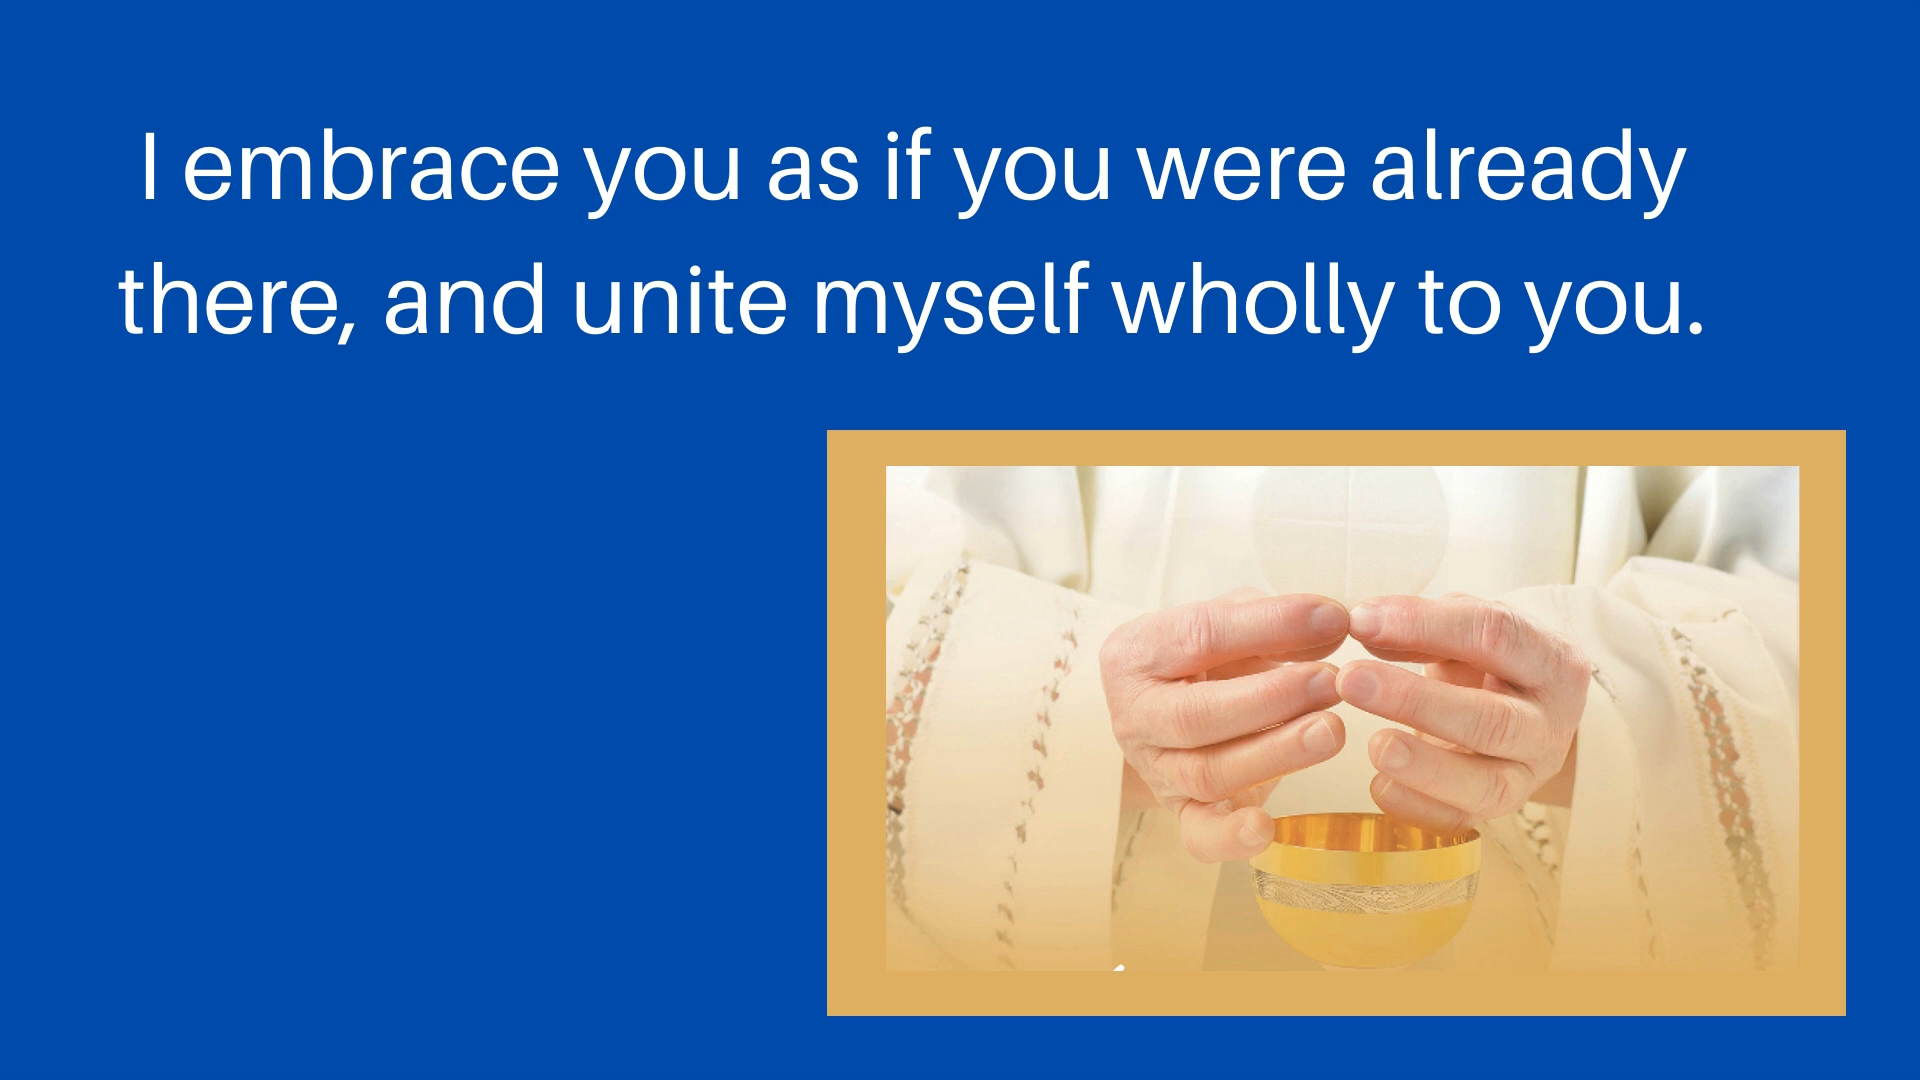 I embrace you as if you were already
there, and unite myself wholly to you.